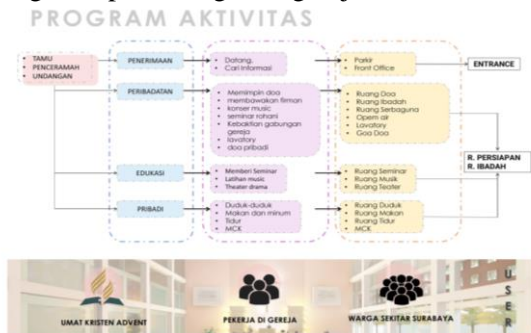 PROGRAM AKTIVITAS
• TAMU
• PENCERAMAH
• UNDANGAN
PENERIMAAN
• Datang,
• Cari Informasi
• Parkir
• Front Office
ENTRANCE
PERIBADATAN
• Memimpin doa
• membawakan firman
• konser music
• seminar rohani
• Kebaktian gabungan
gereja
• lavatory
• doa pribadi
• Ruang Doa
• Ruang Ibadah
• Ruang Serbaguna
• Opem air
• Lavatory
• Goa Doa
R. PERSIAPAN
R. IBADAH
EDUKASI
• Memberi Seminar
• Latihan music
• Theater drama
• Ruang Seminar
• Ruang Musik
• Ruang Teater
PRIBADI
• Duduk-duduk
• Makan dan minum
• Tidur
• MCK
• Ruang Duduk
• Ruang Makan
• Ruang Tidur
• MCK
UMAT KRISTEN ADVENT
PEKERJA DI GEREJA
WARGA SEKITAR SURABAYA
U
S
E
R